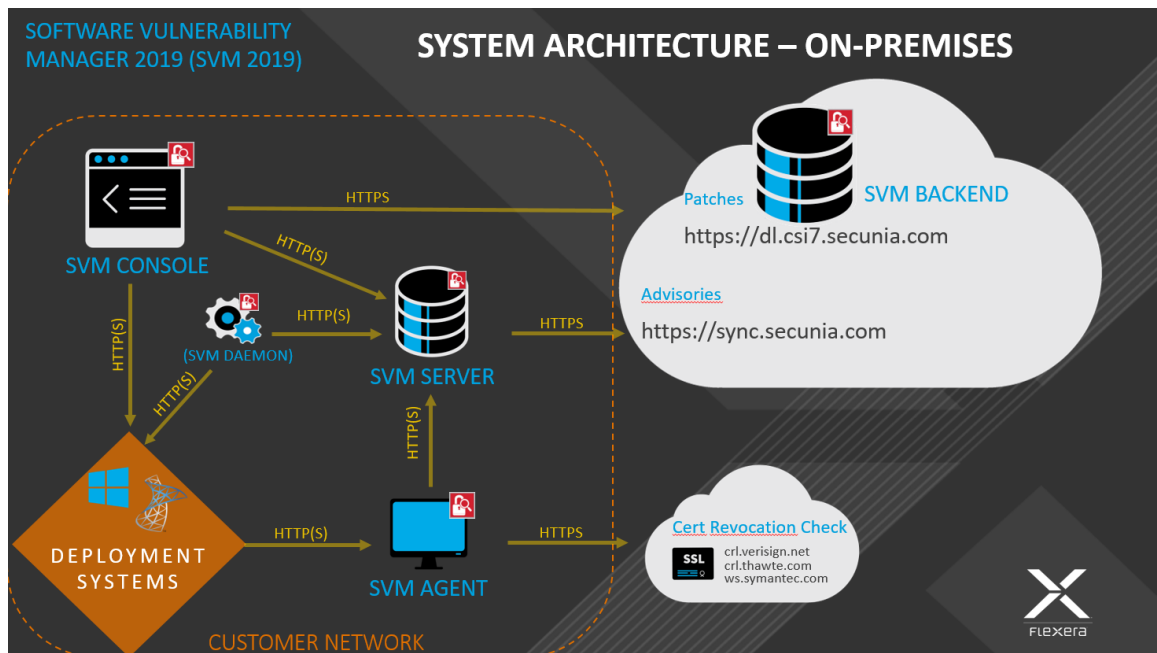 SOFTWARE VULNERABILITY
MANAGER 2019 (SVM 2019)
SYSTEM ARCHITECTURE – ON-PREMISES
SVM BACKEND
Patches
https://dl.csi7.secunia.com
Advisories
https://sync.secunia.com
HTTPS
SVM CONSOLE
HTTP(S)
HTTP(S)
(SVM DAEMON)
HTTP(S)
HTTP(S)
SVM SERVER
HTTPS
HTTP(S)
DEPLOYMENT
SYSTEMS
HTTP(S)
SVM AGENT
HTTPS
Cert Revocation Check
SSL
crl.verisign.net
crl.thawte.com
ws.symantec.com
CUSTOMER NETWORK
FLEXERA